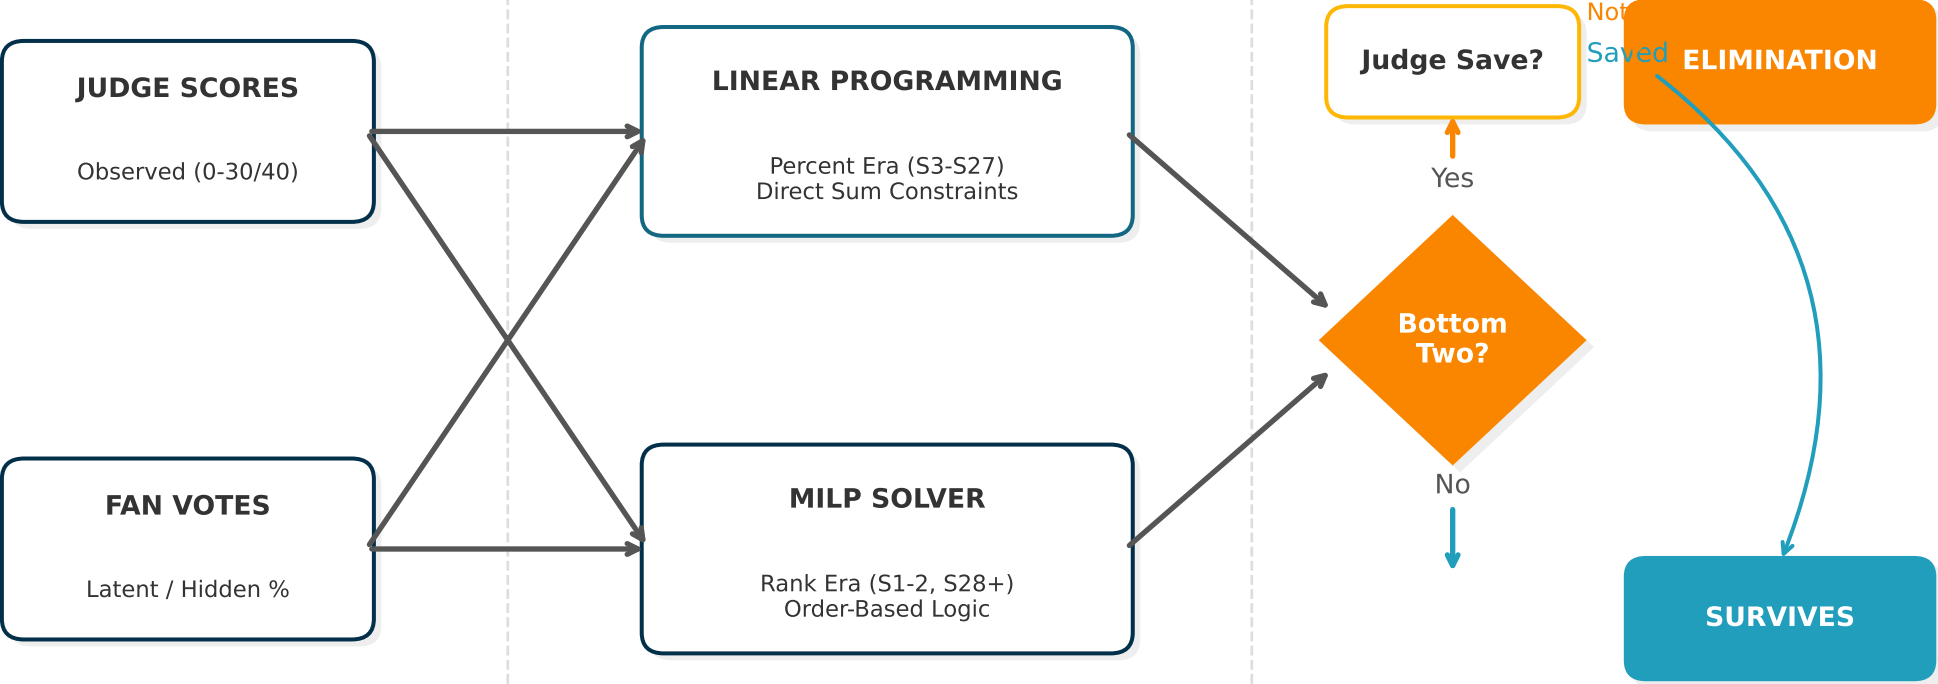 JUDGE SCORES
Observed (0-30/40)
FAN VOTES
Latent / Hidden %
LINEAR PROGRAMMING
Percent Era (S3-S27)
Direct Sum Constraints
MILP SOLVER
Rank Era (S1-2, S28+)
Order-Based Logic
Judge Save?
Yes
Bottom
Two?
No
Not
Saved
ELIMINATION
SURVIVES